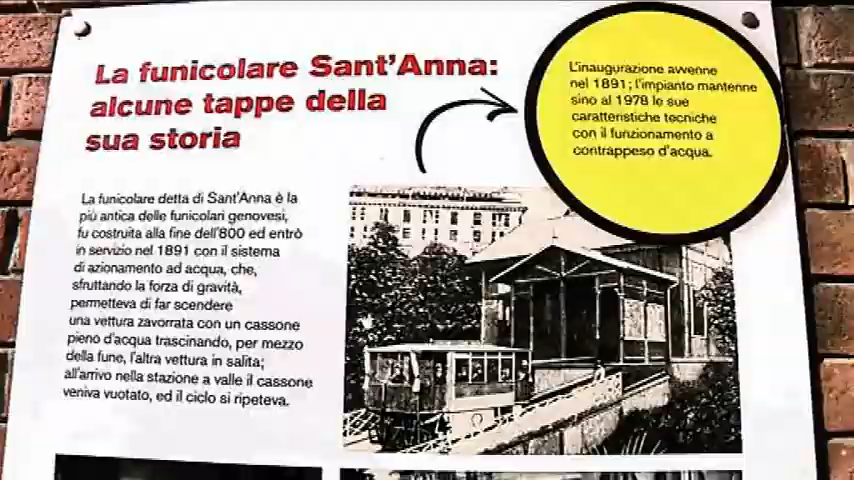 La funicolare Sant'Anna:
alcune tappe della
sua storia
L'inaugurazione avvenne
nel 1891; l'impianto mantenne
sino al 1978 le sue
caratteristiche tecniche
con il funzionamento a
contrappeso d'acqua.
La funicolare detta di Sant'Anna è la
più antica delle funicolari genovesi,
fu costruita alla fine dell'800 ed entrò
in servizio nel 1891 con il sistema
di azionamento ad acqua, che,
sfruttando la forza di gravità,
permetteva di far scendere
una vettura zavorrata con un cassone
pieno d'acqua trascinando, per mezzo
della fune, l'altra vettura in salita;
all'arrivo nella stazione a valle il cassone
veniva vuotato, ed il ciclo si ripeteva.